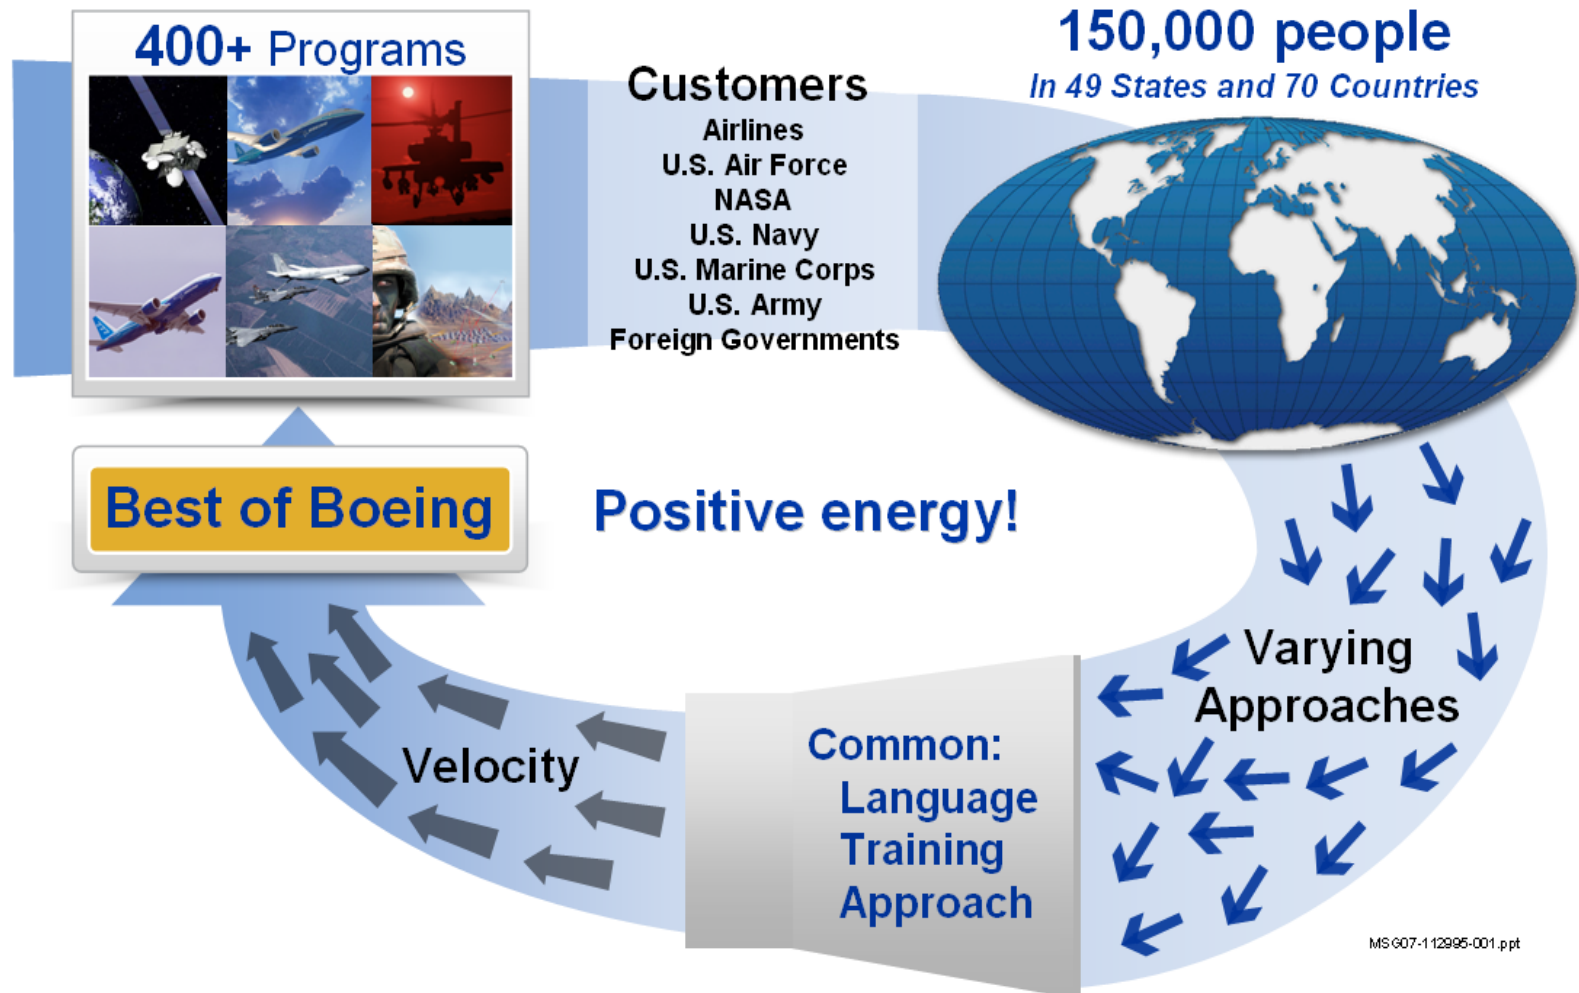 400+ Programs
Customers
Airlines
U.S. Air Force
NASA
U.S. Navy
U.S. Marine Corps
U.S. Army
Foreign Governments
150,000 people
In 49 States and 70 Countries
Best of Boeing
Positive energy!
Varying
Approaches
Common:
Language
Training
Approach
Velocity
MSG07-112995-001.ppt